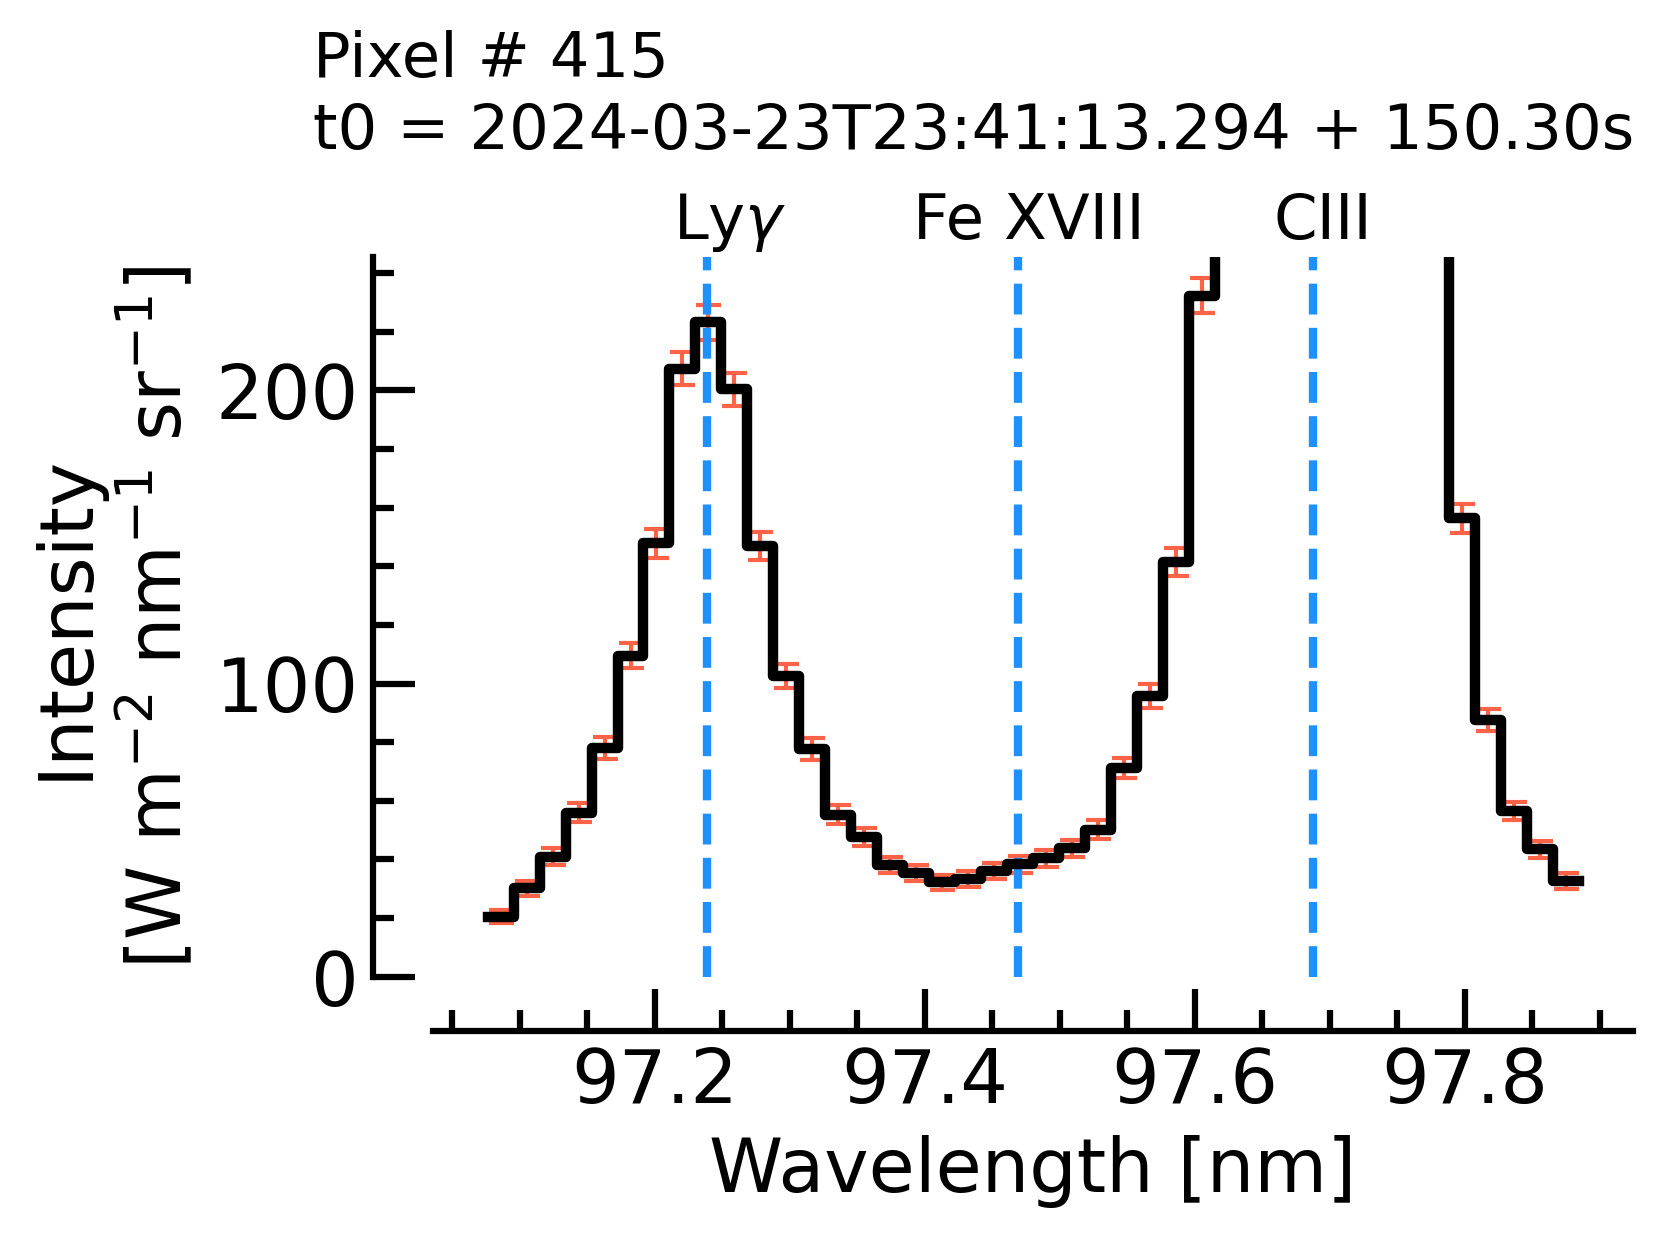 Pixel # 415
t0 = 2024-03-23T23:41:13.294 + 150.30s
Lyγ Fe XVIII CIII
Intensity
[W m⁻² nm⁻¹ sr⁻¹]
200
100
0
97.2 97.4 97.6 97.8
Wavelength [nm]